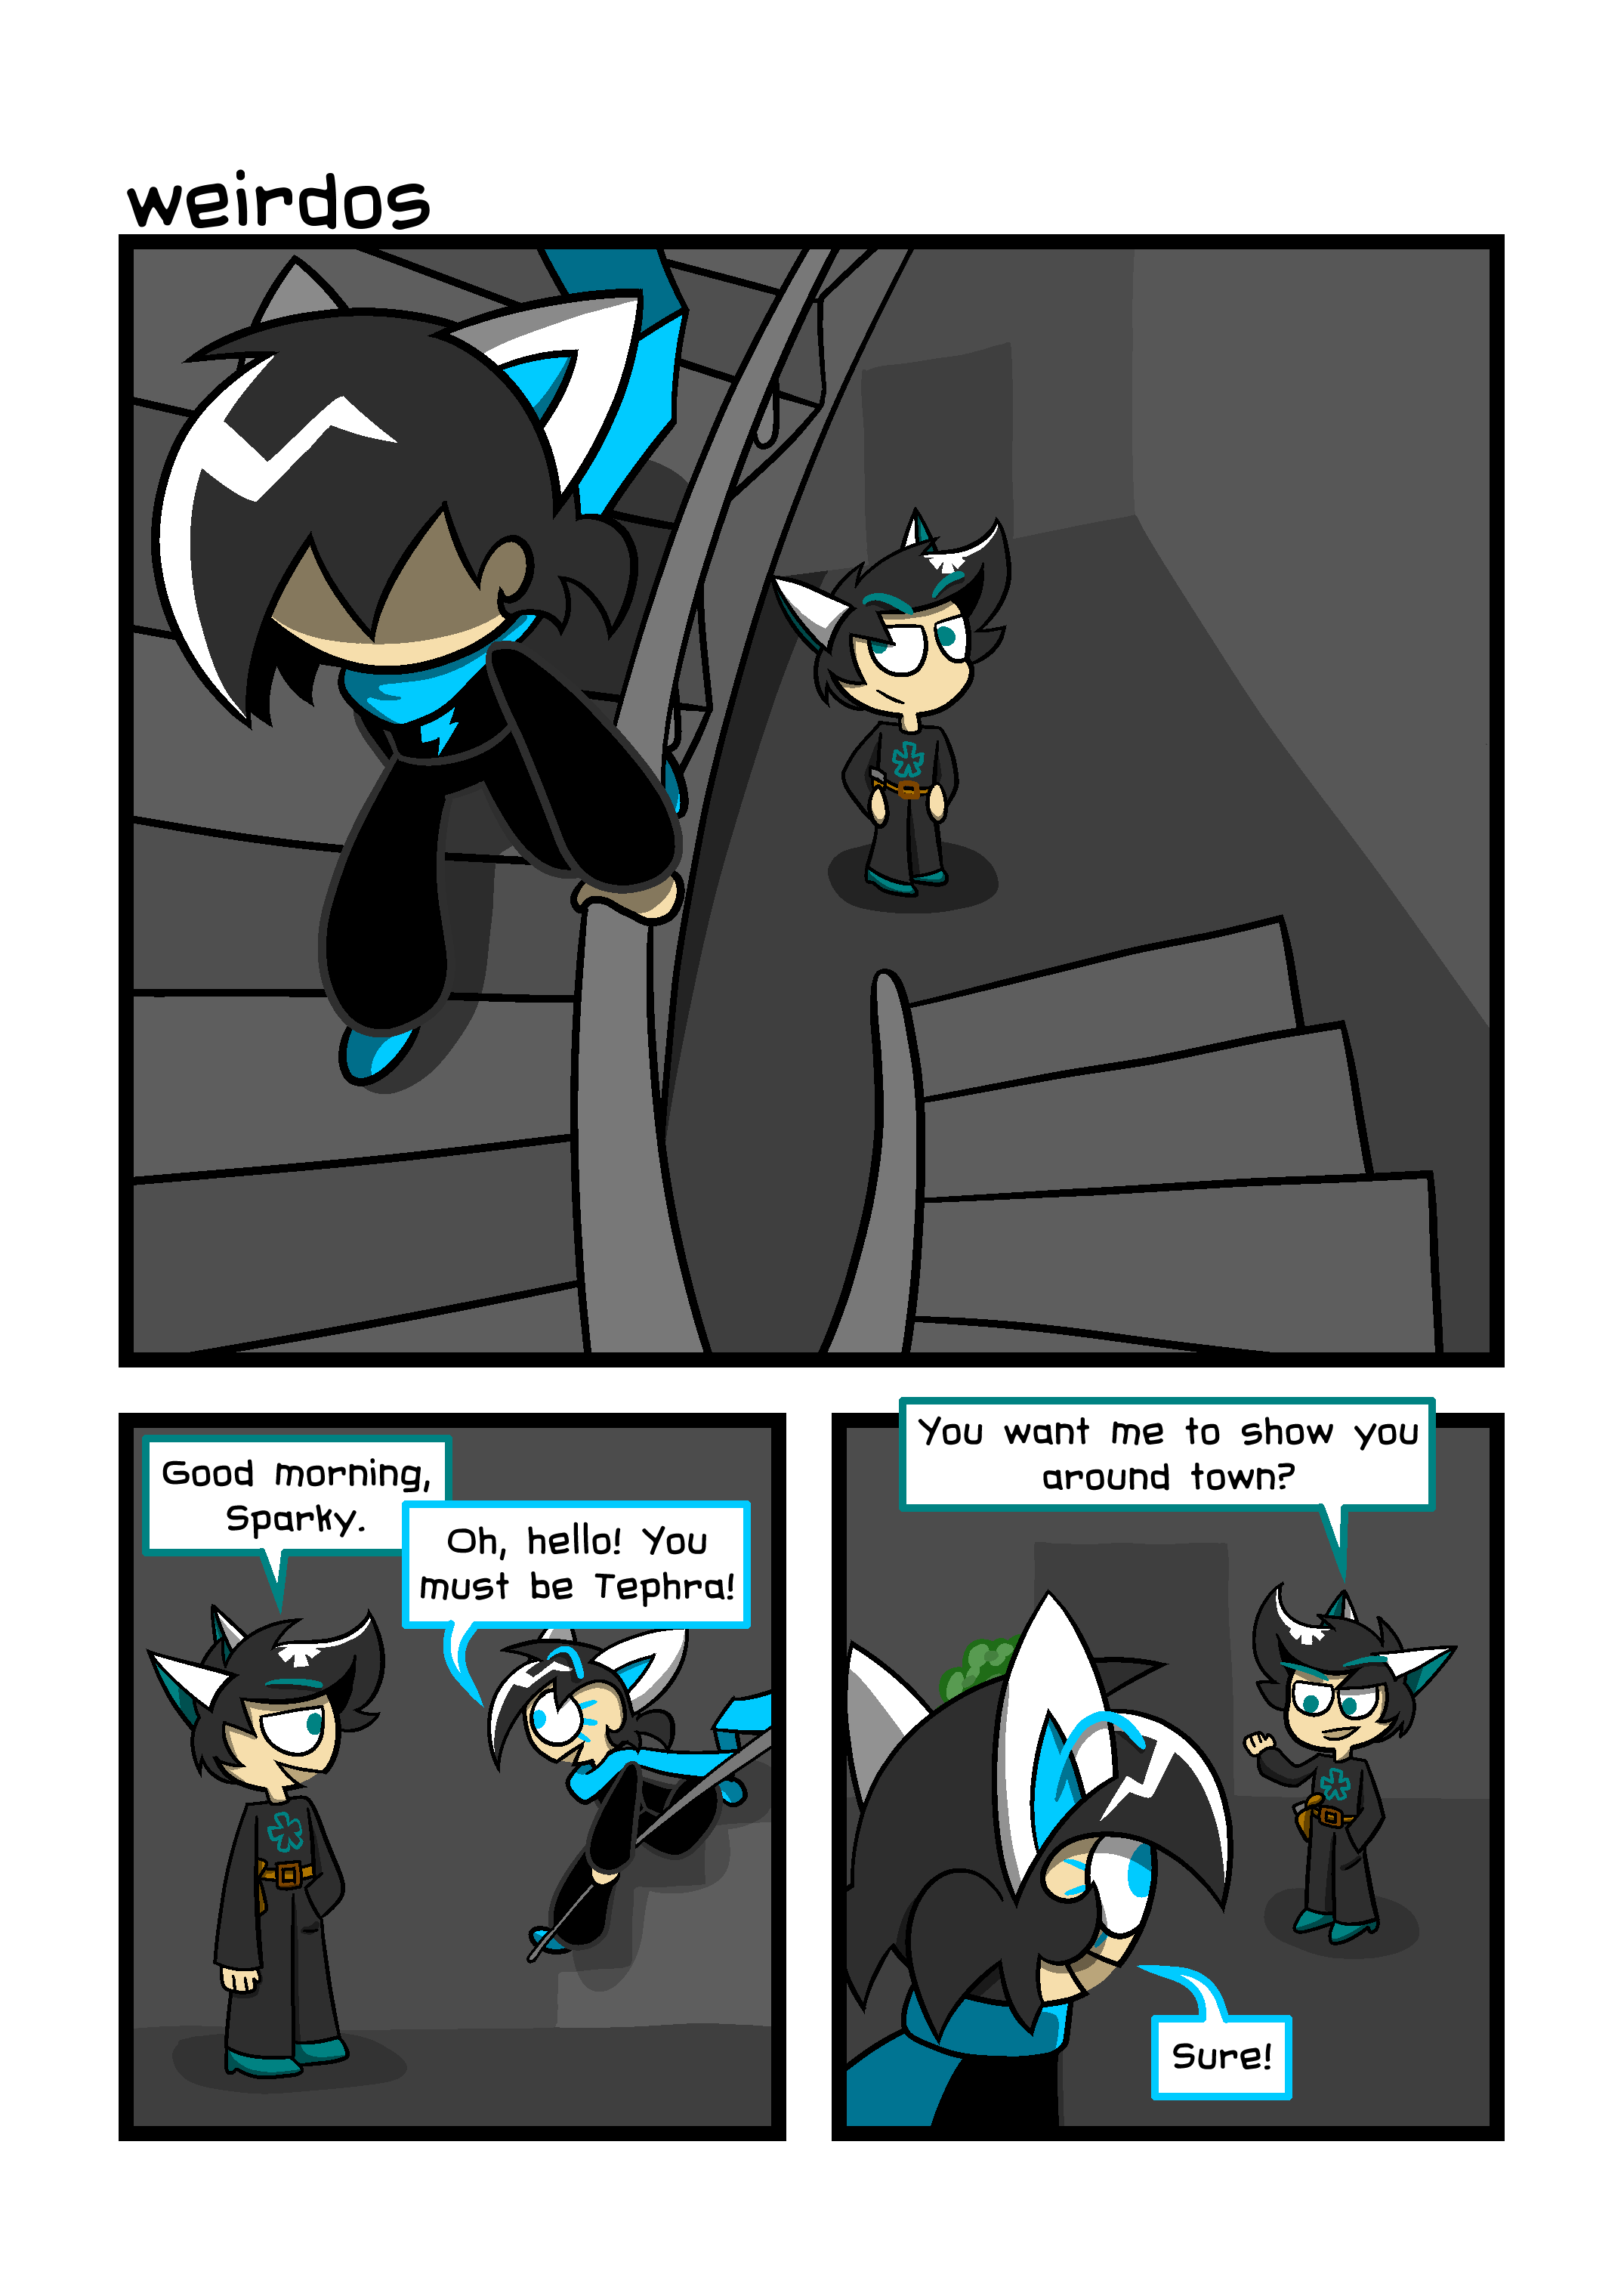 weirdos
Good morning,
Sparky.
Oh, hello! You
must be Tephra!
You want me to show you
around town?
Sure!